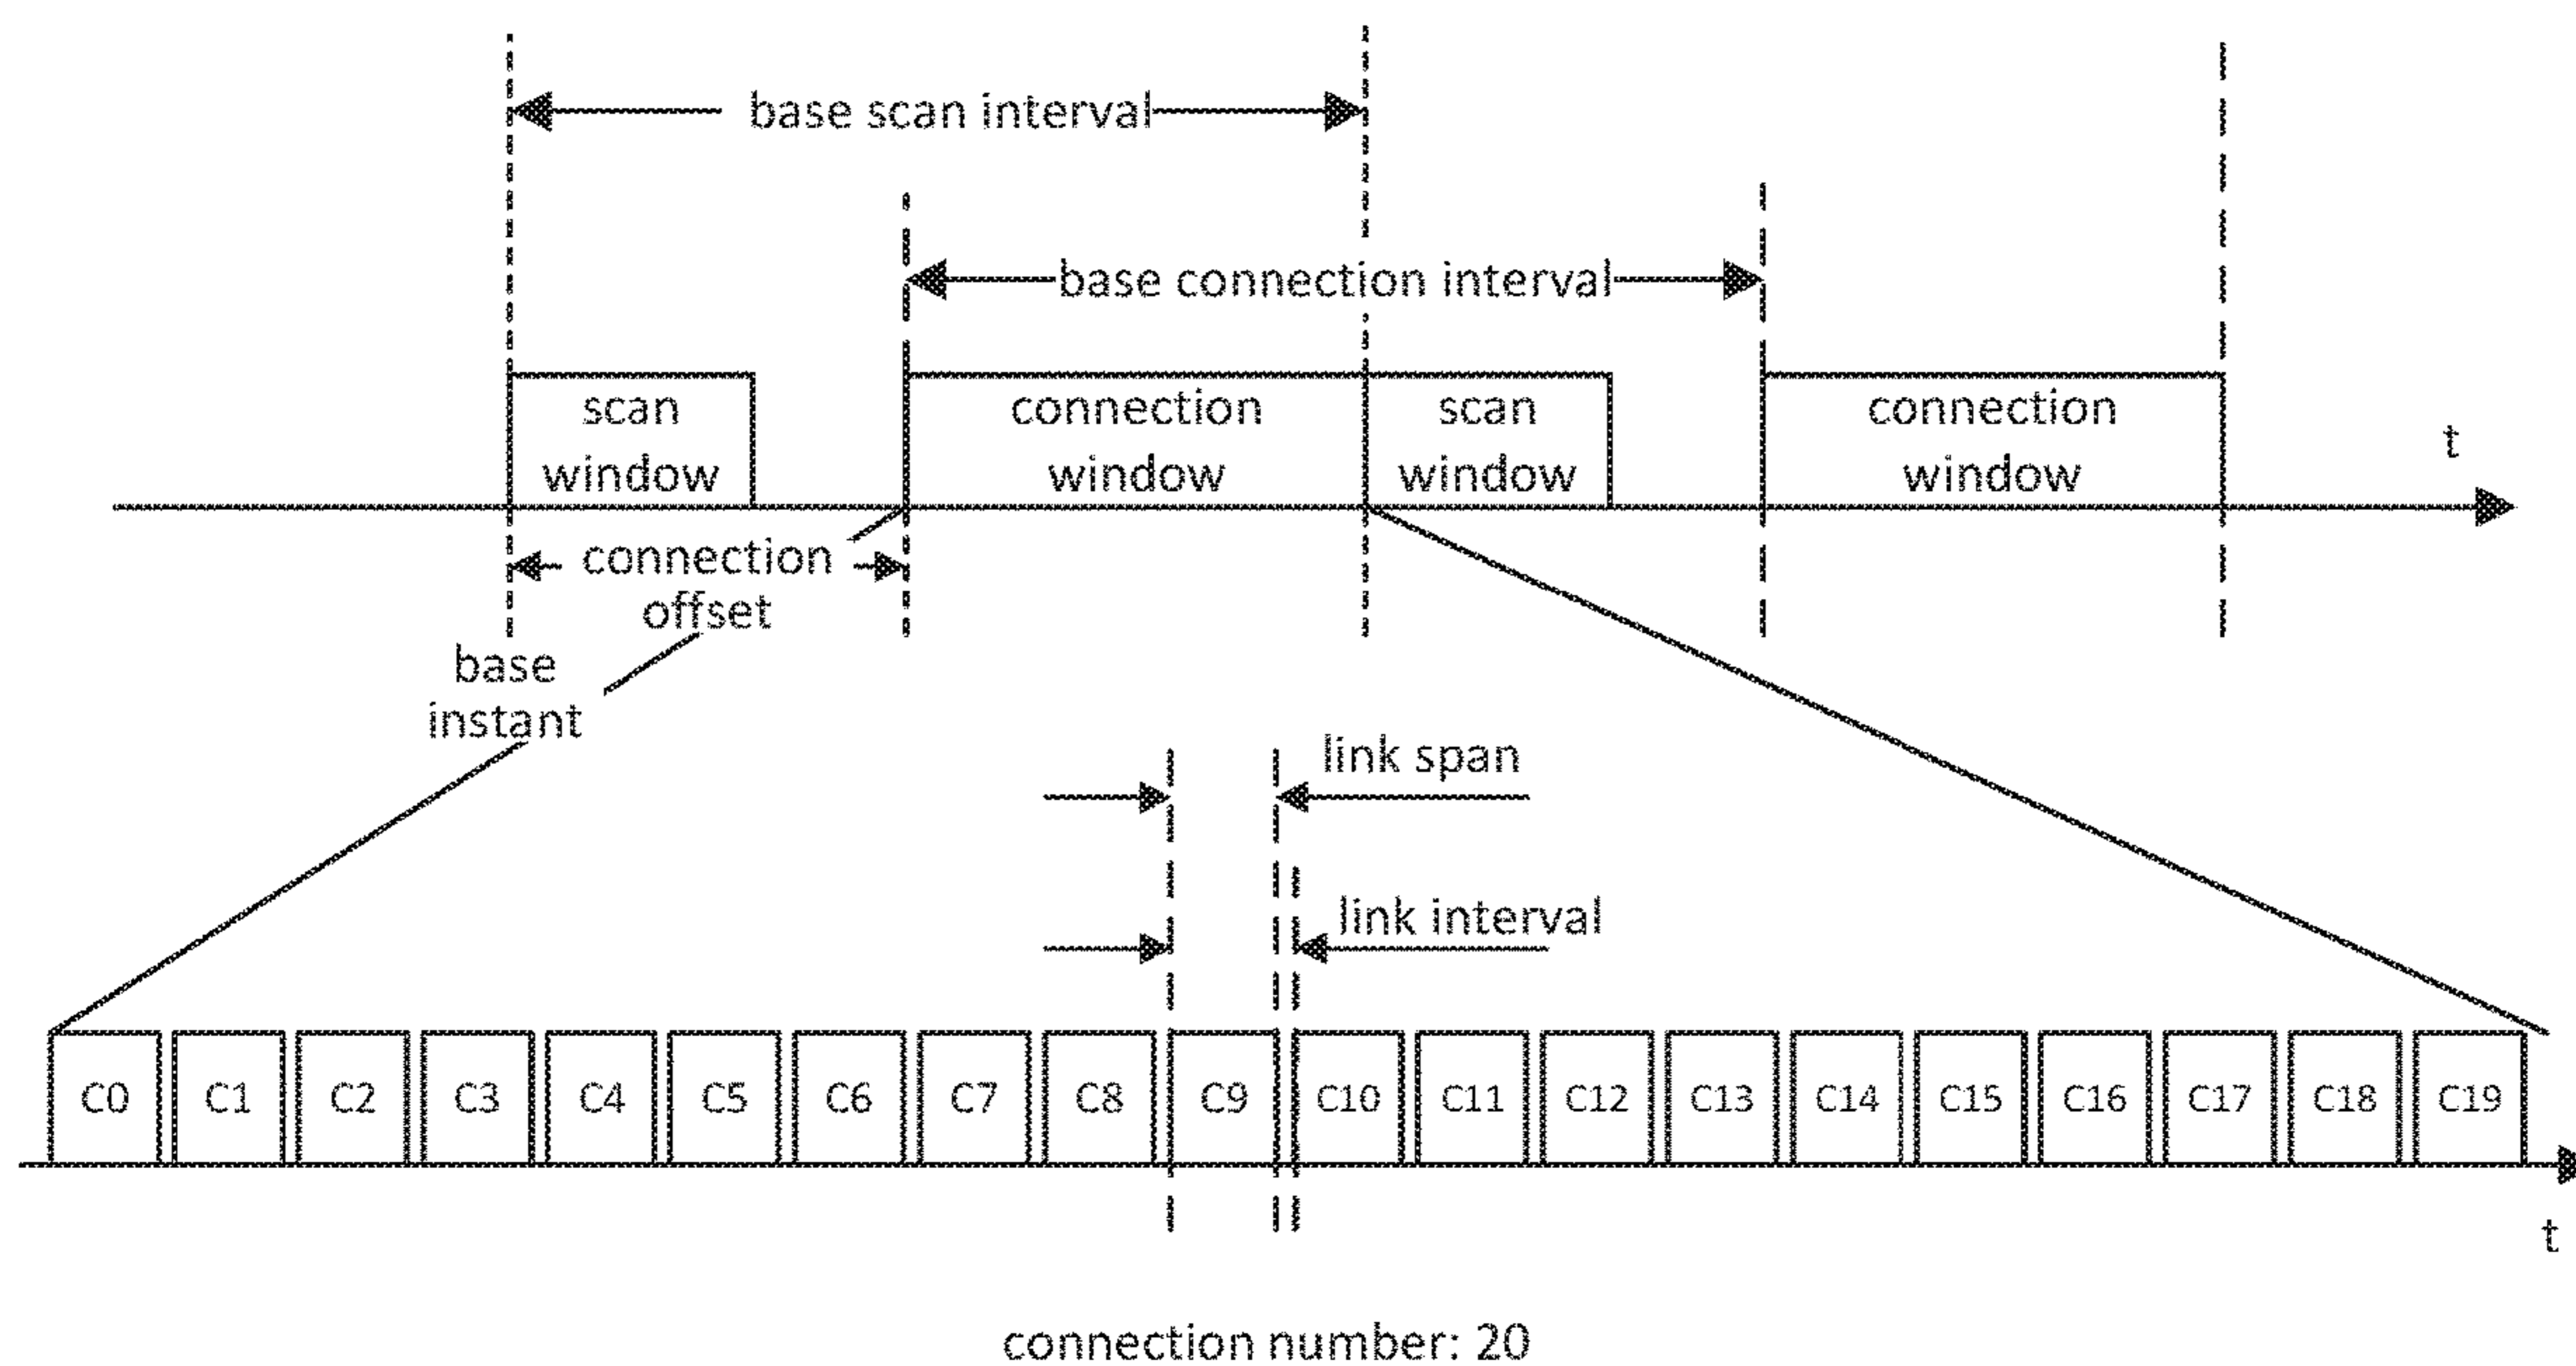 base scan interval
base connection interval
scan
window
connection
window
scan
window
connection
window
t
connection
offset
base
instant
link span
link interval
C0 C1 C2 C3 C4 C5 C6 C7 C8 C9 C10 C11 C12 C13 C14 C15 C16 C17 C18 C19
t
connection number: 20